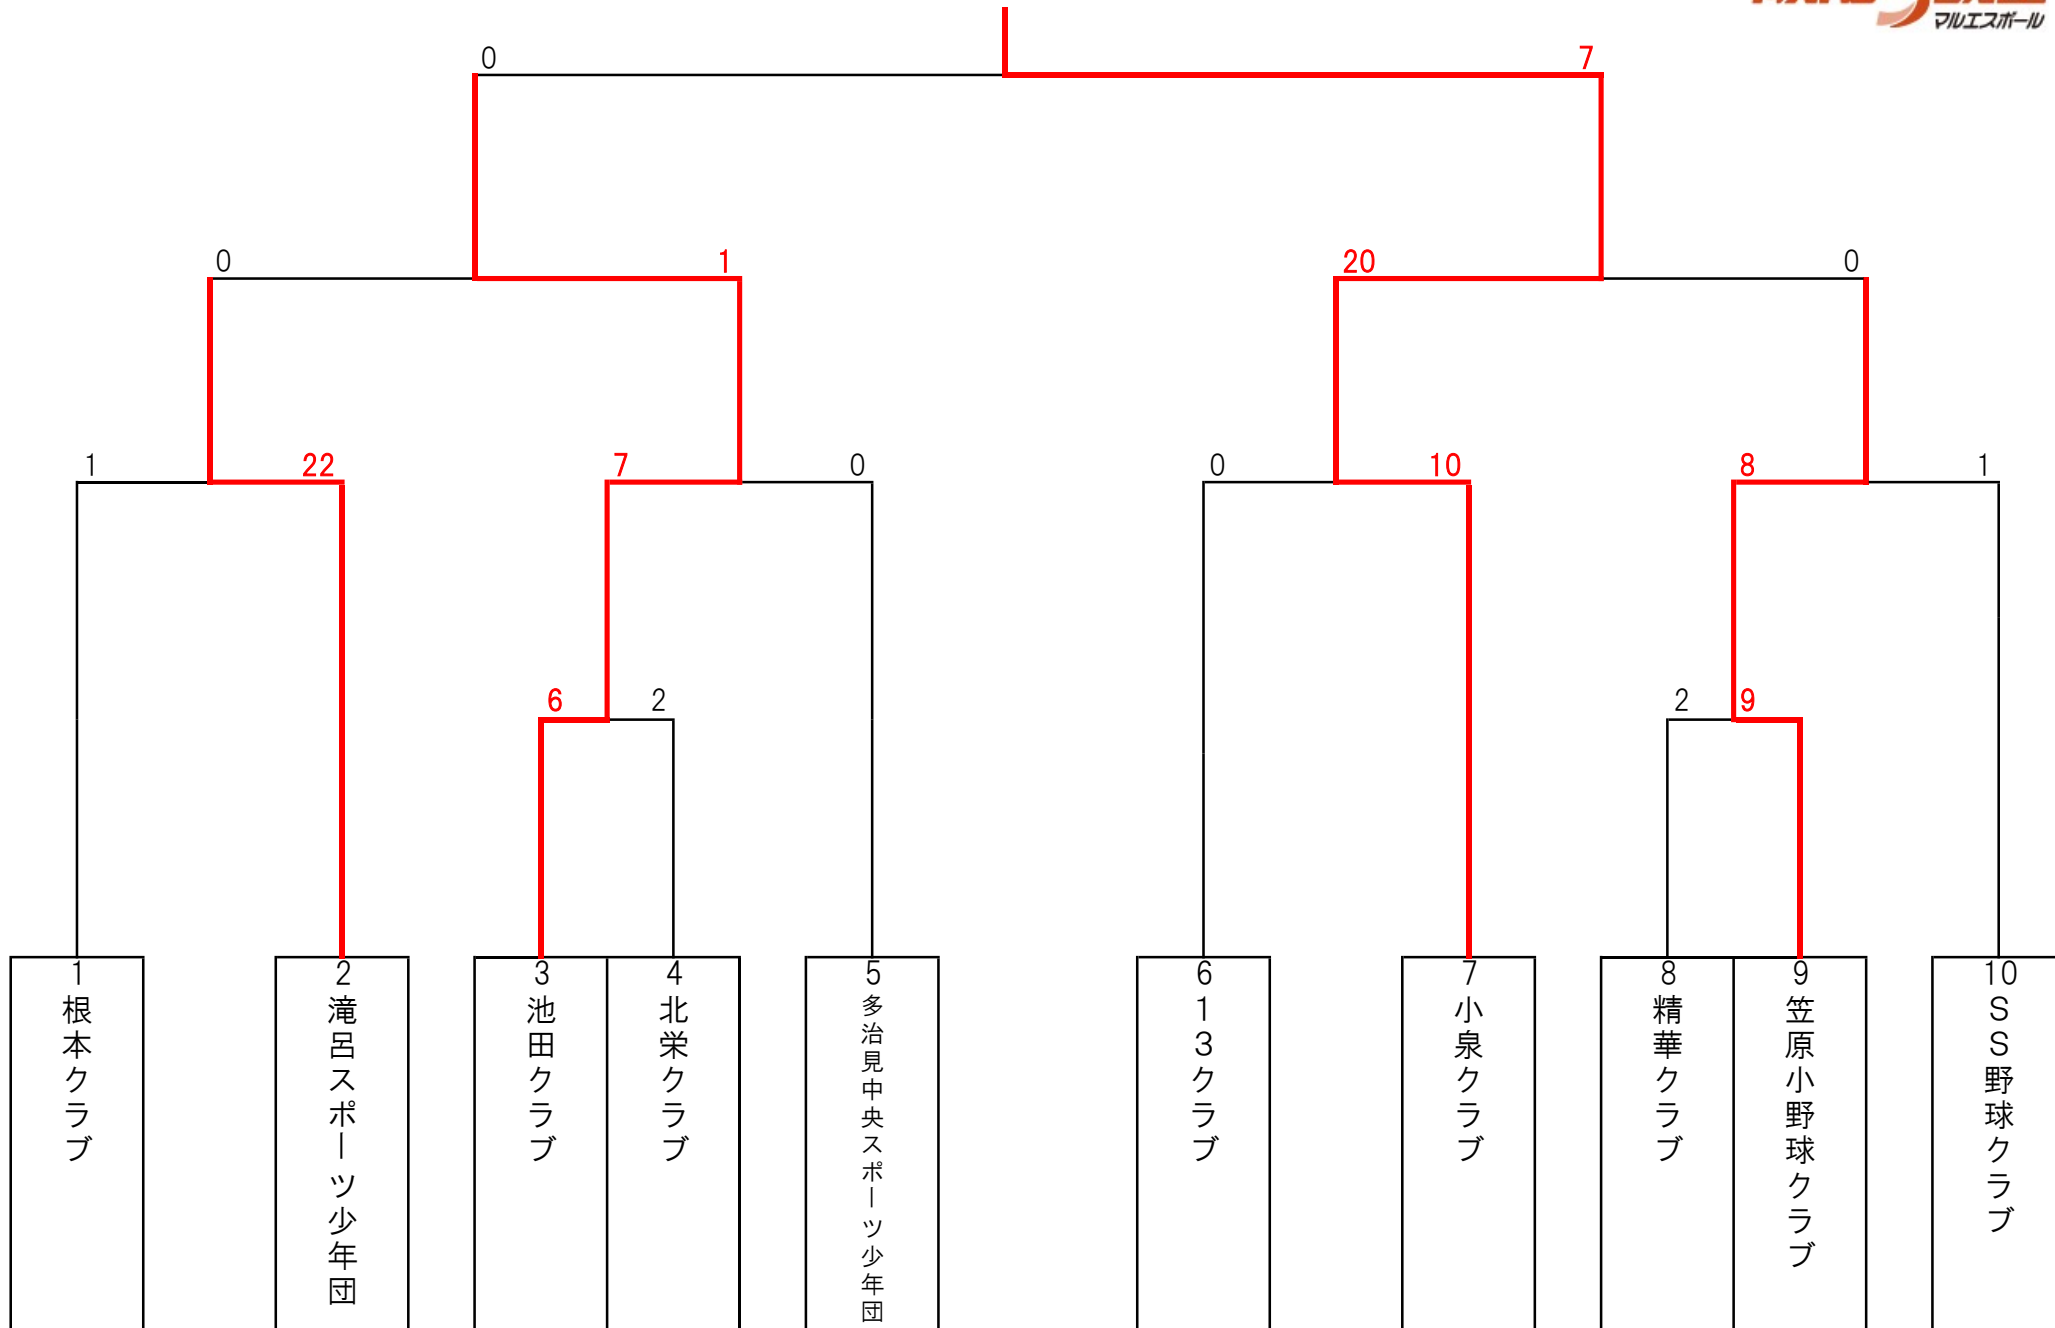 マルエスボール
0
7
0
1
20
0
1
22
7
0
0
10
8
1
6
2
2
9
1
根本クラブ
2
滝呂スポーツ少年団
3
池田クラブ
4
北栄クラブ
5
多治見中央スポーツ少年団
6
13クラブ
7
小泉クラブ
8
精華クラブ
9
笠原小野球クラブ
10
SS野球クラブ